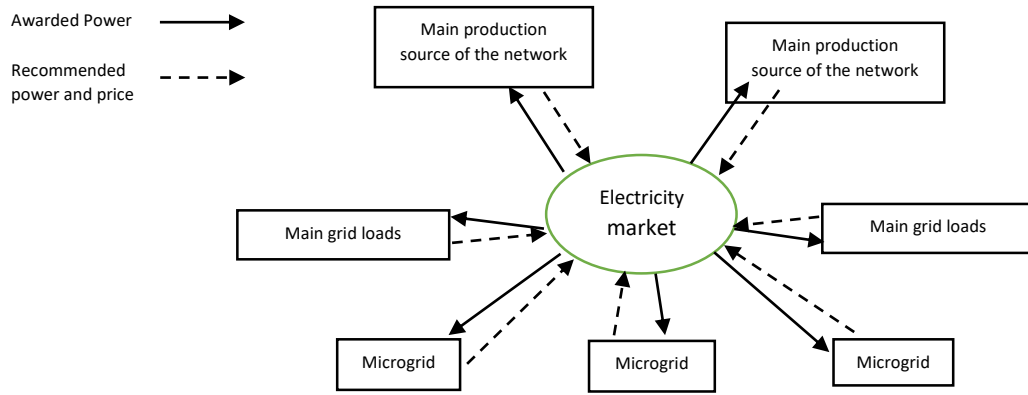 Awarded Power
Recommended
power and price
Main production
source of the network
Main production
source of the network
Electricity
market
Main grid loads
Main grid loads
Microgrid
Microgrid
Microgrid